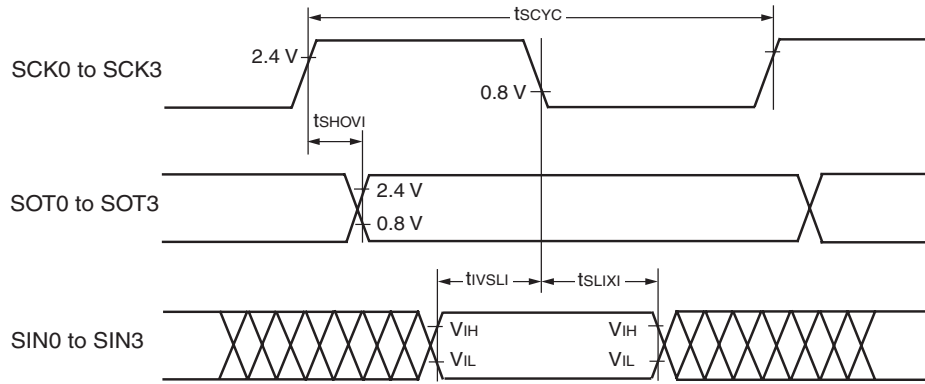 tSCYC
SCK0 to SCK3
2.4 V
0.8 V
tSHOVI
SOT0 to SOT3
2.4 V
0.8 V
tIVSLI
tSLIXI
SIN0 to SIN3
VIH
VIH
VIL
VIL